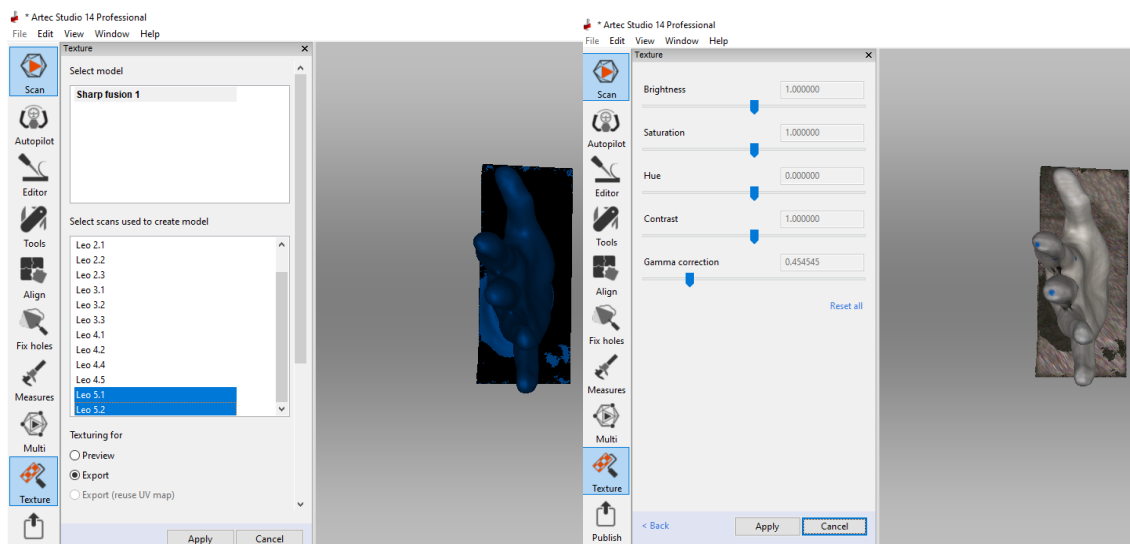 * Artec Studio 14 Professional
File Edit View Window Help
Texture
Select model
Sharp fusion 1
Select scans used to create model
Leo 2.1
Leo 2.2
Leo 2.3
Leo 3.1
Leo 3.2
Leo 3.3
Leo 4.1
Leo 4.2
Leo 4.4
Leo 4.5
Leo 5.1
Leo 5.2
Texturing for
Preview
Export
Export (reuse UV map)
Apply Cancel
Scan
Autopilot
Editor
Tools
Align
Fix holes
Measures
Multi
Texture
* Artec Studio 14 Professional
File Edit View Window Help
Texture
Brightness 1.000000
Saturation 1.000000
Hue 0.000000
Contrast 1.000000
Gamma correction 0.454545
Reset all
< Back Apply Cancel
Scan
Autopilot
Editor
Tools
Align
Fix holes
Measures
Multi
Texture
Publish